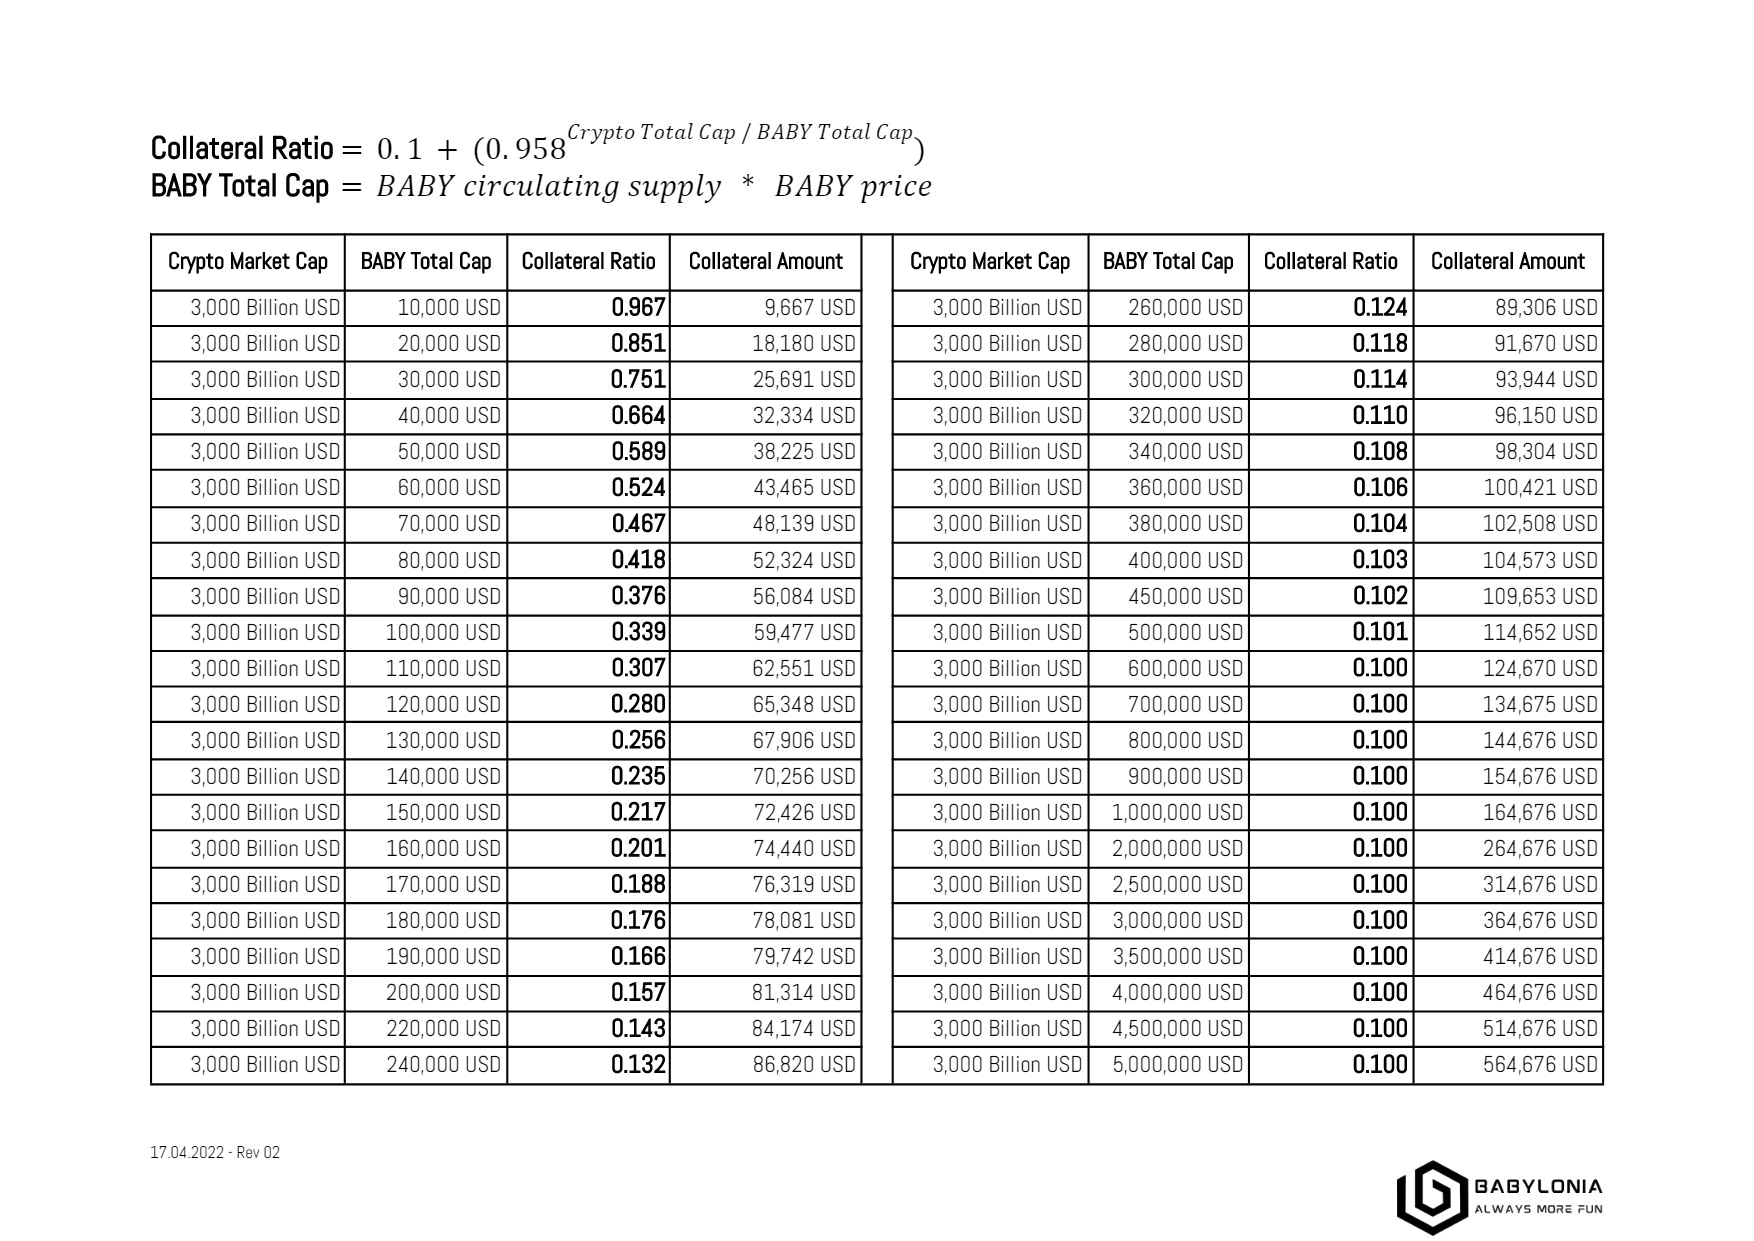 Collateral Ratio = 0.1 + (0.958^Crypto Total Cap / BABY Total Cap)
BABY Total Cap = BABY circulating supply * BABY price
Crypto Market Cap BABY Total Cap Collateral Ratio Collateral Amount Crypto Market Cap BABY Total Cap Collateral Ratio Collateral Amount
3,000 Billion USD 10,000 USD 0.967 9,667 USD 3,000 Billion USD 260,000 USD 0.124 89,306 USD
3,000 Billion USD 20,000 USD 0.851 18,180 USD 3,000 Billion USD 280,000 USD 0.118 91,670 USD
3,000 Billion USD 30,000 USD 0.751 25,691 USD 3,000 Billion USD 300,000 USD 0.114 93,944 USD
3,000 Billion USD 40,000 USD 0.664 32,334 USD 3,000 Billion USD 320,000 USD 0.110 96,150 USD
3,000 Billion USD 50,000 USD 0.589 38,225 USD 3,000 Billion USD 340,000 USD 0.108 98,304 USD
3,000 Billion USD 60,000 USD 0.524 43,465 USD 3,000 Billion USD 360,000 USD 0.106 100,421 USD
3,000 Billion USD 70,000 USD 0.467 48,139 USD 3,000 Billion USD 380,000 USD 0.104 102,508 USD
3,000 Billion USD 80,000 USD 0.418 52,324 USD 3,000 Billion USD 400,000 USD 0.103 104,573 USD
3,000 Billion USD 90,000 USD 0.376 56,084 USD 3,000 Billion USD 450,000 USD 0.102 109,653 USD
3,000 Billion USD 100,000 USD 0.339 59,477 USD 3,000 Billion USD 500,000 USD 0.101 114,652 USD
3,000 Billion USD 110,000 USD 0.307 62,551 USD 3,000 Billion USD 600,000 USD 0.100 124,670 USD
3,000 Billion USD 120,000 USD 0.280 65,348 USD 3,000 Billion USD 700,000 USD 0.100 134,675 USD
3,000 Billion USD 130,000 USD 0.256 67,906 USD 3,000 Billion USD 800,000 USD 0.100 144,676 USD
3,000 Billion USD 140,000 USD 0.235 70,256 USD 3,000 Billion USD 900,000 USD 0.100 154,676 USD
3,000 Billion USD 150,000 USD 0.217 72,426 USD 3,000 Billion USD 1,000,000 USD 0.100 164,676 USD
3,000 Billion USD 160,000 USD 0.201 74,440 USD 3,000 Billion USD 2,000,000 USD 0.100 264,676 USD
3,000 Billion USD 170,000 USD 0.188 76,319 USD 3,000 Billion USD 2,500,000 USD 0.100 314,676 USD
3,000 Billion USD 180,000 USD 0.176 78,081 USD 3,000 Billion USD 3,000,000 USD 0.100 364,676 USD
3,000 Billion USD 190,000 USD 0.166 79,742 USD 3,000 Billion USD 3,500,000 USD 0.100 414,676 USD
3,000 Billion USD 200,000 USD 0.157 81,314 USD 3,000 Billion USD 4,000,000 USD 0.100 464,676 USD
3,000 Billion USD 220,000 USD 0.143 84,174 USD 3,000 Billion USD 4,500,000 USD 0.100 514,676 USD
3,000 Billion USD 240,000 USD 0.132 86,820 USD 3,000 Billion USD 5,000,000 USD 0.100 564,676 USD
17.04.2022 - Rev 02
BABYLONIA
ALWAYS MORE FUN